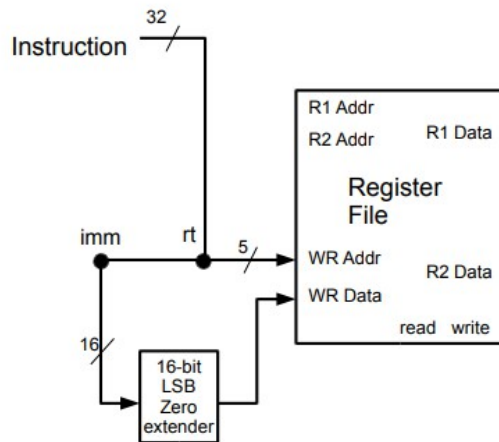 32
Instruction
R1 Addr
R1 Data
R2 Addr
Register
File
imm
rt
5
WR Addr
R2 Data
WR Data
read write
16
16-bit
LSB
Zero
extender